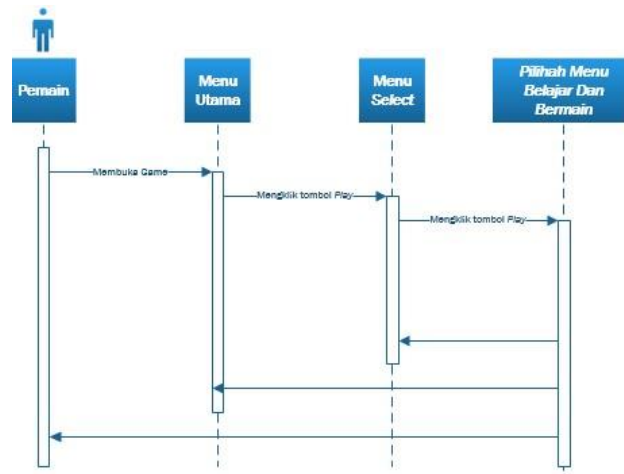 Pemain
Menu
Utama
Menu
Select
Pilihah Menu
Belajar Dan
Bermain
Membuka Game
Mengklik tombol Play
Mengklik tombol Play